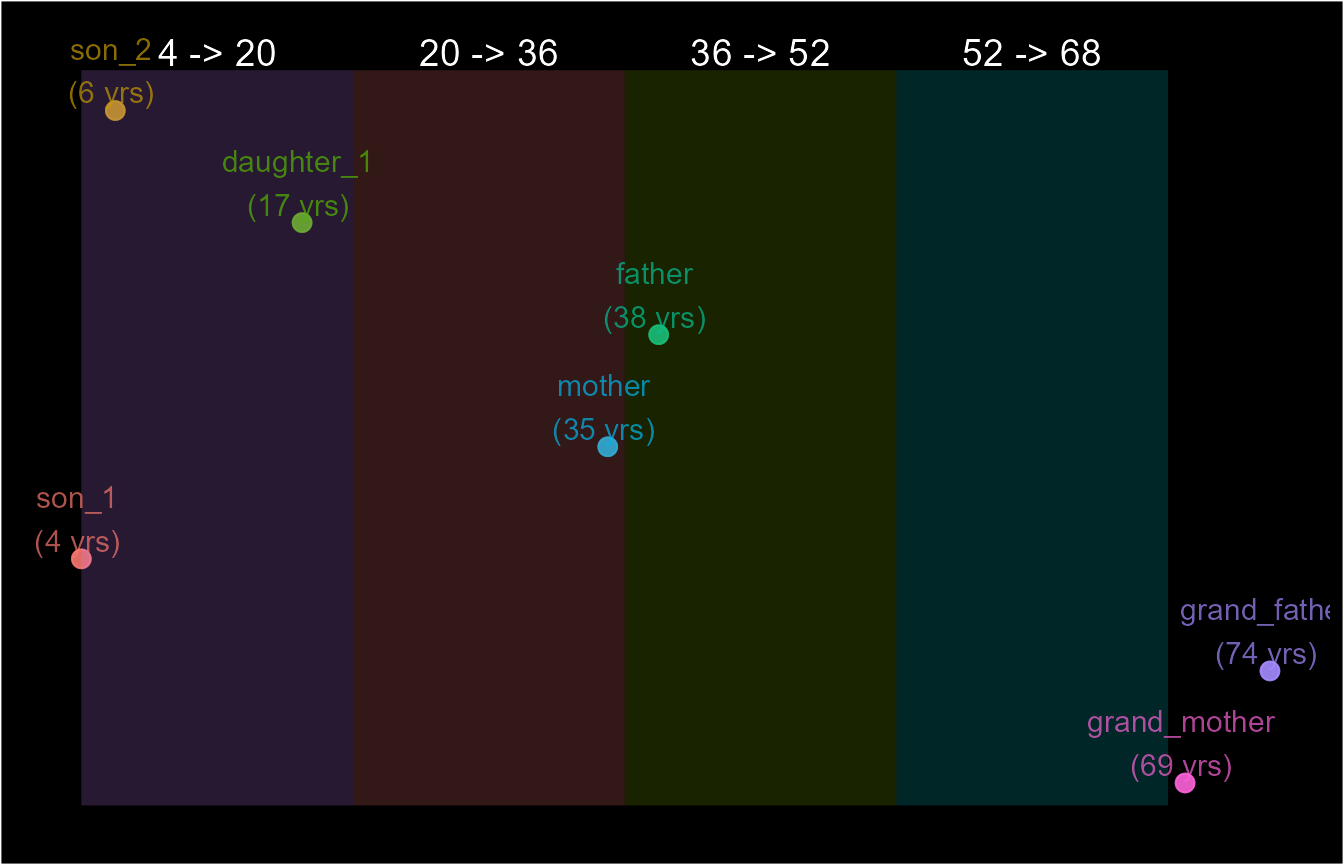 son_2
(6 yrs)
4 -> 20
20 -> 36
36 -> 52
52 -> 68
daughter_1
(17 yrs)
father
(38 yrs)
mother
(35 yrs)
son_1
(4 yrs)
grand_fathe
(74 yrs)
grand_mother
(69 yrs)